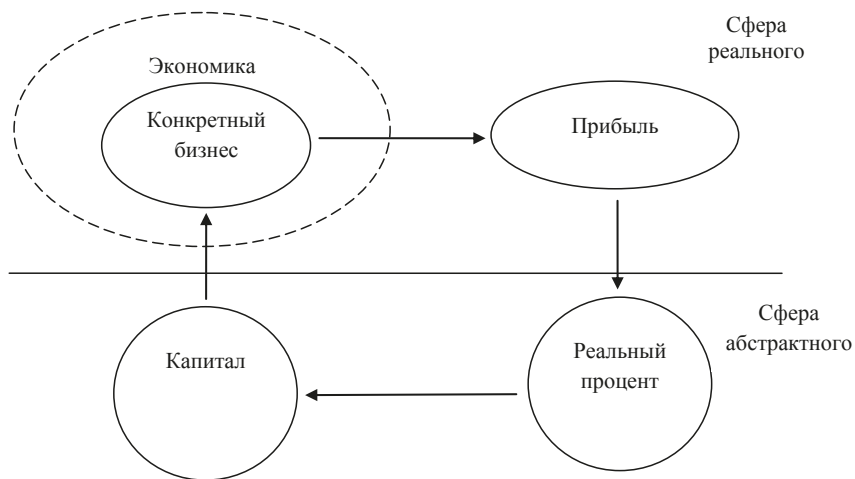 Сфера
реального
Экономика
Конкретный
бизнес
Прибыль
Сфера
абстрактного
Капитал
Реальный
процент